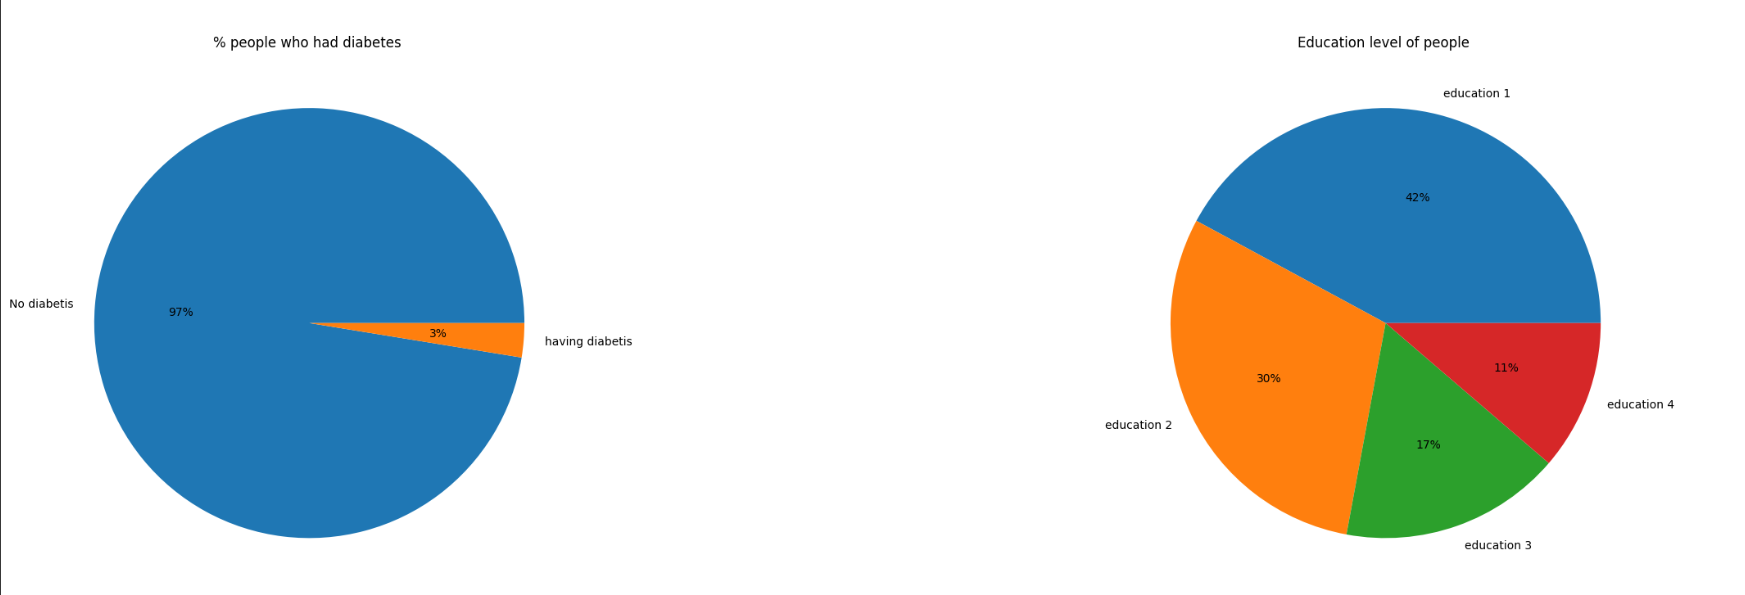 % people who had diabetes
No diabetis
97%
3%
having diabetis
Education level of people
education 1
42%
30%
education 2
17%
education 3
11%
education 4